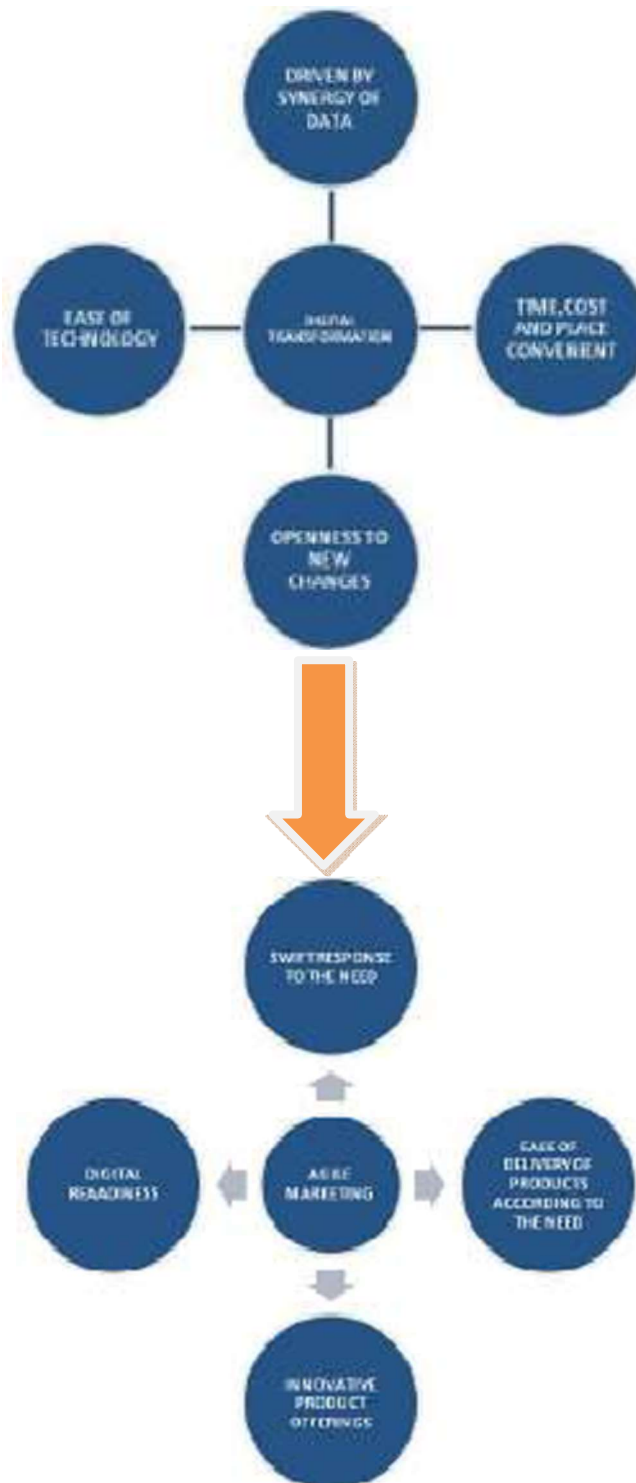 DRIVEN BY
SYNERGY OF
DATA
EASE OF
TECHNOLOGY
DIGITAL
TRANSFORMATION
TIME,COST
AND PLACE
CONVENIENT
OPENNESS TO
NEW
CHANGES
SWIFT RESPONSE
TO THE NEED
DIGITAL
REAADINESS
AGILE
MARKETING
EASE OF
DELIVERY OF
PRODUCTS
ACCORDING TO
THE NEED
INNOVATIVE
PRODUCT
OFFERINGS